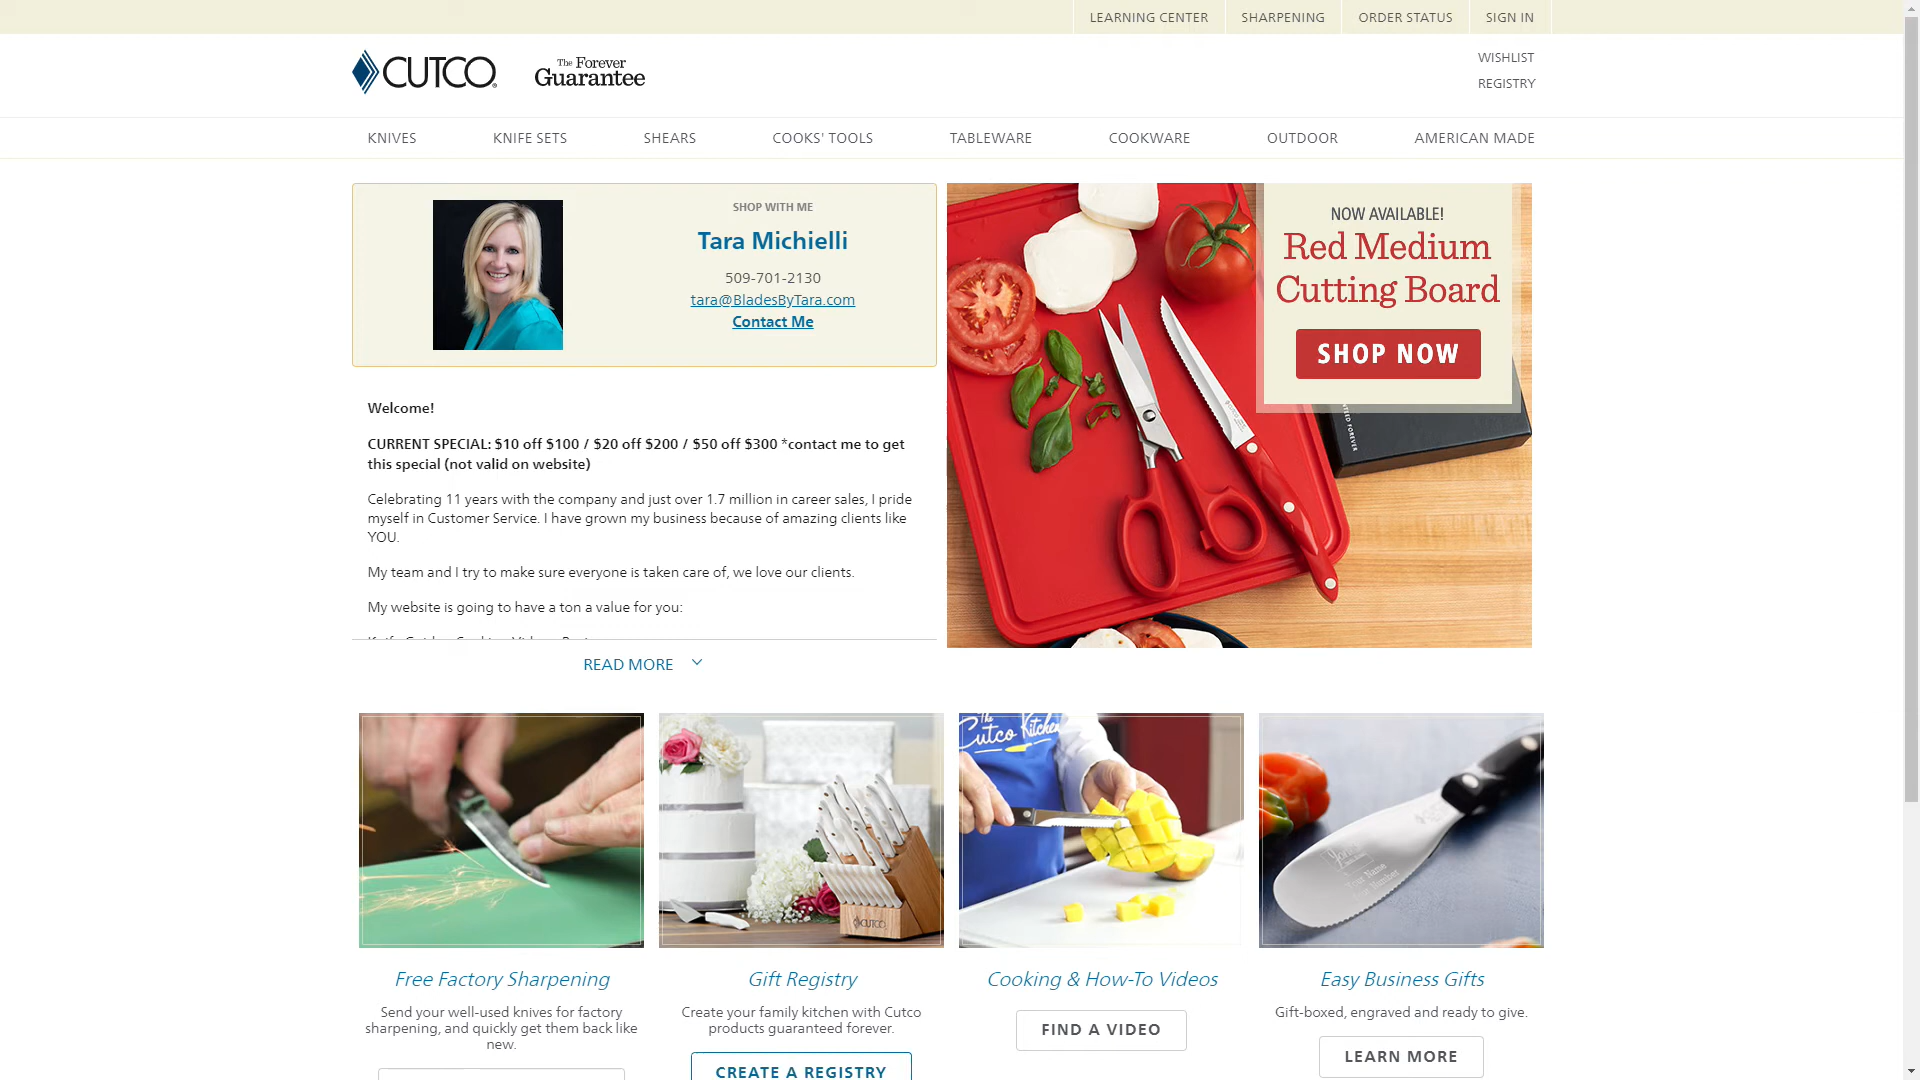 LEARNING CENTER
SHARPENING
ORDER STATUS
SIGN IN
CUTCO
The Forever
Guarantee
WISHLIST
REGISTRY
KNIVES
KNIFE SETS
SHEARS
COOKS' TOOLS
TABLEWARE
COOKWARE
OUTDOOR
AMERICAN MADE
SHOP WITH ME
Tara Michielli
509-701-2130
tara@BladesByTara.com
Contact Me
NOW AVAILABLE!
Red Medium
Cutting Board
SHOP NOW
Welcome!
CURRENT SPECIAL: $10 off $100 / $20 off $200 / $50 off $300 *contact me to get
this special (not valid on website)
Celebrating 11 years with the company and just over 1.7 million in career sales, I pride
myself in Customer Service. I have grown my business because of amazing clients like
YOU.
My team and I try to make sure everyone is taken care of, we love our clients.
My website is going to have a ton a value for you:
READ MORE
The
Cutco Kitchen
CUTCO
Free Factory Sharpening
Send your well-used knives for factory
sharpening, and quickly get them back like
new.
Gift Registry
Create your family kitchen with Cutco
products guaranteed forever.
CREATE A REGISTRY
Cooking & How-To Videos
FIND A VIDEO
Easy Business Gifts
Gift-boxed, engraved and ready to give.
LEARN MORE